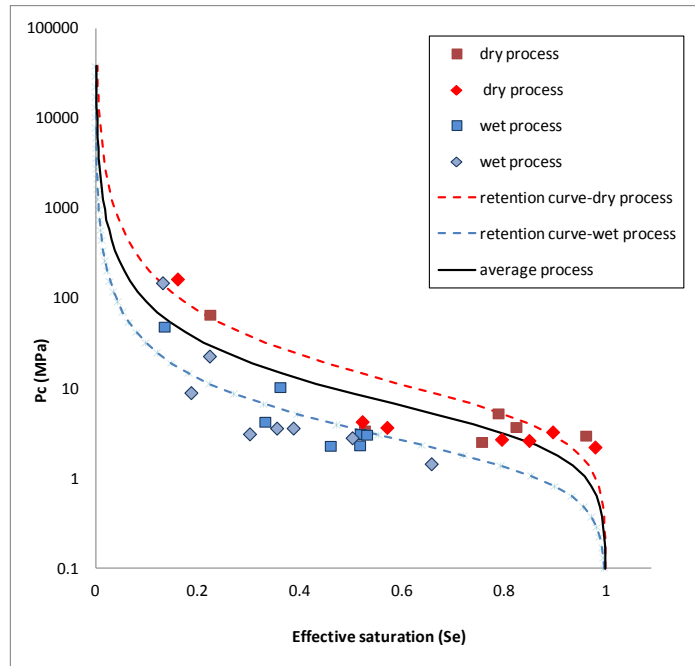 100000
10000
1000
100
10
1
0.1
Pc (MPa)
0
0.2
0.4
0.6
0.8
1
Effective saturation (Se)
dry process
dry process
wet process
wet process
retention curve-dry process
retention curve-wet process
average process